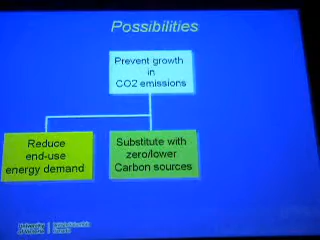 Possibilities
Prevent growth
in
CO2 emissions
Reduce
end-use
energy demand
Substitute with
zero/lower
Carbon sources